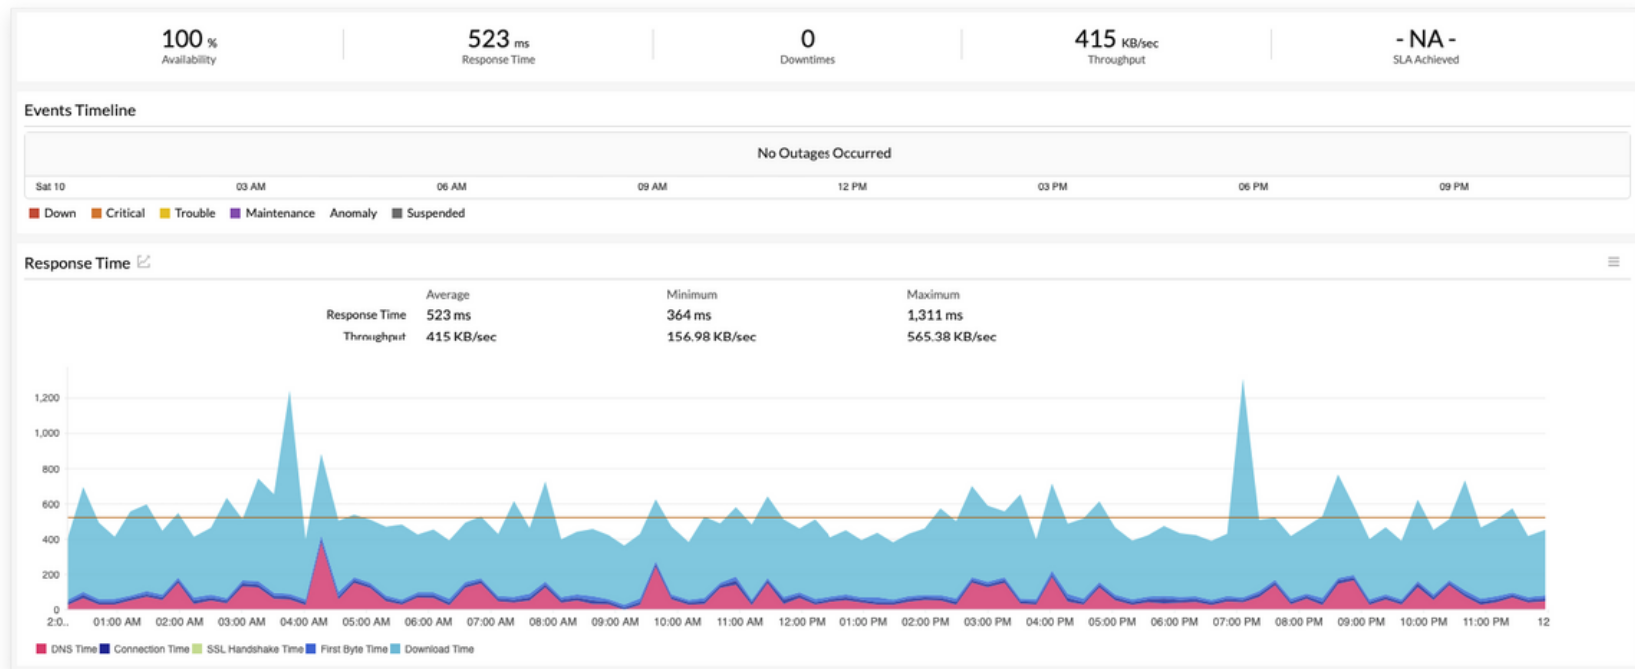 100 % 523 ms 0 415 KB/sec - NA -
Availability Response Time Downtimes Throughput SLA Achieved
Events Timeline
No Outages Occurred
Sat 10 03 AM 06 AM 09 AM 12 PM 03 PM 06 PM 09 PM
Down Critical Trouble Maintenance Anomaly Suspended
Response Time
Average Minimum Maximum
Response Time 523 ms 364 ms 1,311 ms
Throughput 415 KB/sec 156.98 KB/sec 565.38 KB/sec
1,200
1,000
800
600
400
200
0
2:0.. 01:00 AM 02:00 AM 03:00 AM 04:00 AM 05:00 AM 06:00 AM 07:00 AM 08:00 AM 09:00 AM 10:00 AM 11:00 AM 12:00 PM 01:00 PM 02:00 PM 03:00 PM 04:00 PM 05:00 PM 06:00 PM 07:00 PM 08:00 PM 09:00 PM 10:00 PM 11:00 PM 12
DNS Time Connection Time SSL Handshake Time First Byte Time Download Time